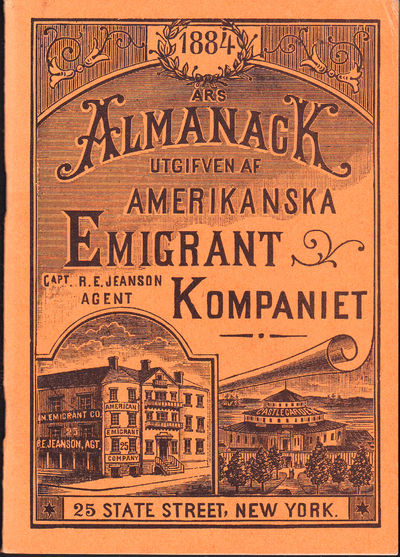 1884
ARS
ALMANACK
UTGIFVEN AF
AMERIKANSKA
EMIGRANT
CAPT. R. E. JEANSON
AGENT
KOMPANIET
N EMIGRANT CO.
25
R.E JEANSON, AGT.
AMERICAN
EMIGRANT
25
COMPANY
CASTLE GARDEN
25 STATE STREET, NEW YORK.